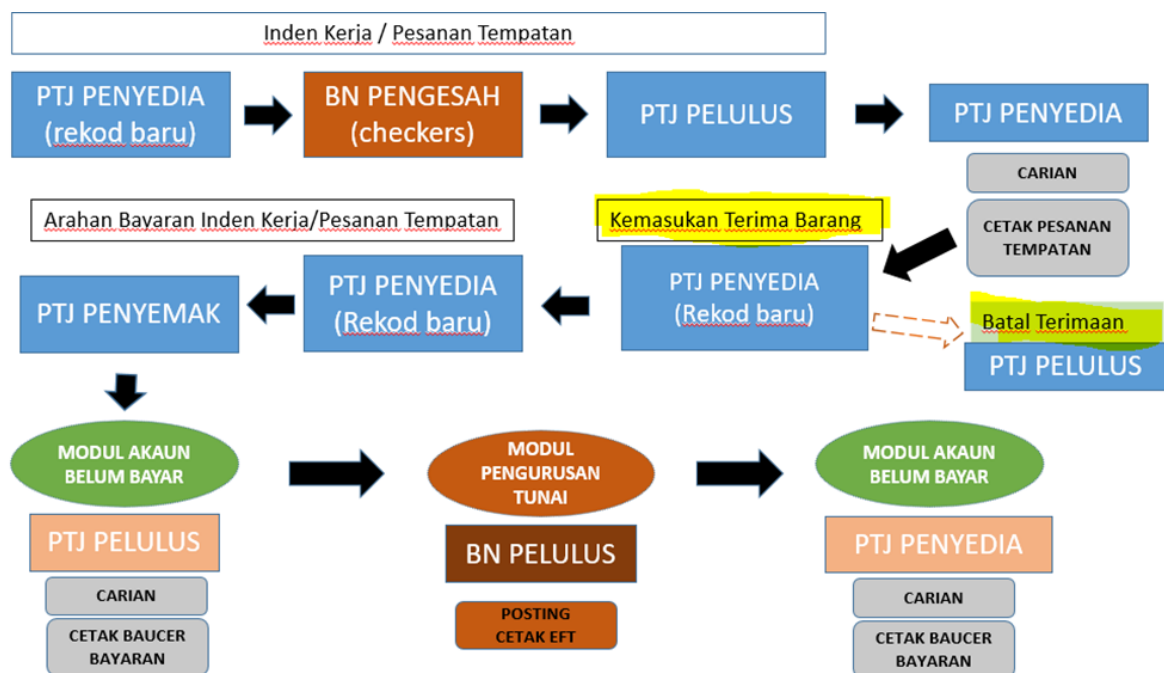 Inden Kerja / Pesanan Tempatan
PTJ PENYEDIA
(rekod baru)
BN PENGESAH
(checkers)
PTJ PELULUS
PTJ PENYEDIA
CARIAN
CETAK PESANAN
TEMPATAN
Arahan Bayaran Inden Kerja/Pesanan Tempatan
Kemasukan Terima Barang
PTJ PENYEMAK
PTJ PENYEDIA
(Rekod baru)
PTJ PENYEDIA
(Rekod baru)
Batal Terimaan
PTJ PELULUS
MODUL AKAUN
BELUM BAYAR
PTJ PELULUS
CARIAN
CETAK BAUCER
BAYARAN
MODUL
PENGURUSAN
TUNAI
BN PELULUS
POSTING
CETAK EFT
MODUL AKAUN
BELUM BAYAR
PTJ PENYEDIA
CARIAN
CETAK BAUCER
BAYARAN